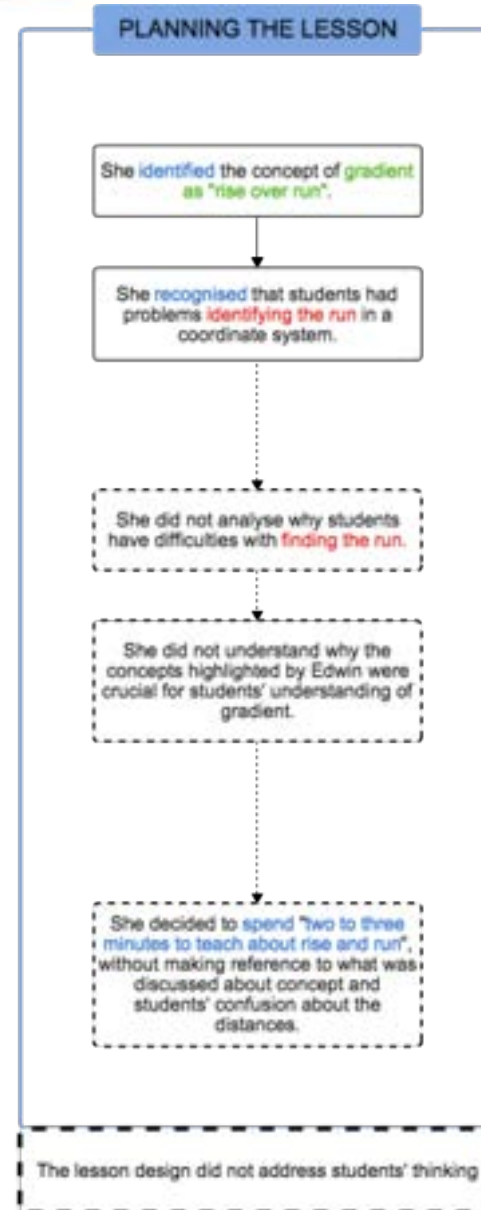 PLANNING THE LESSON
She identified the concept of gradient
as "rise over run".
She recognised that students had
problems identifying the run in a
coordinate system.
She did not analyse why students
have difficulties with finding the run.
She did not understand why the
concepts highlighted by Edwin were
crucial for students' understanding of
gradient.
She decided to spend "two to three
minutes to teach about rise and run",
without making reference to what was
discussed about concept and
students' confusion about the
distances.
The lesson design did not address students' thinking